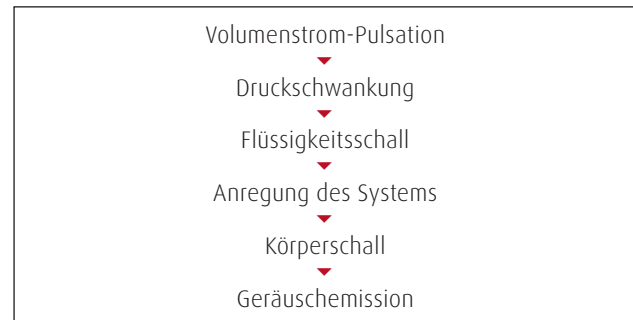 Volumenstrom-Pulsation
Druckschwankung
Flüssigkeitsschall
Anregung des Systems
Körperschall
Geräuschemission